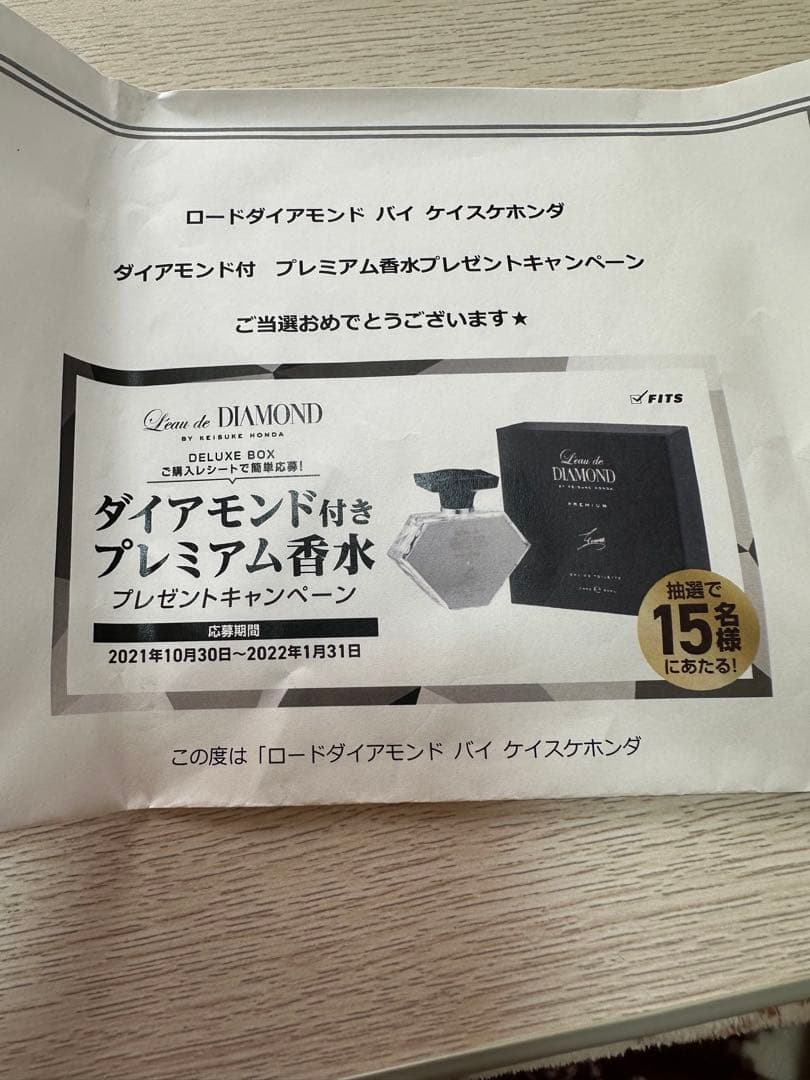 ロードダイアモンド バイ ケイスケホンダ
ダイアモンド付　プレミアム香水プレゼントキャンペーン
ご当選おめでとうございます★
L'eau de DIAMOND
BY KEISUKE HONDA
DELUXE BOX
ご購入レシートで簡単応募!
ダイアモンド付き
プレミアム香水
プレゼントキャンペーン
応募期間
2021年10月30日～2022年1月31日
FITS
L'eau de
DIAMOND
BY KEISUKE HONDA
PREMIUM
EAU DE TOILETTE
抽選で
15名様
にあたる!
この度は「ロードダイアモンド バイ ケイスケホンダ